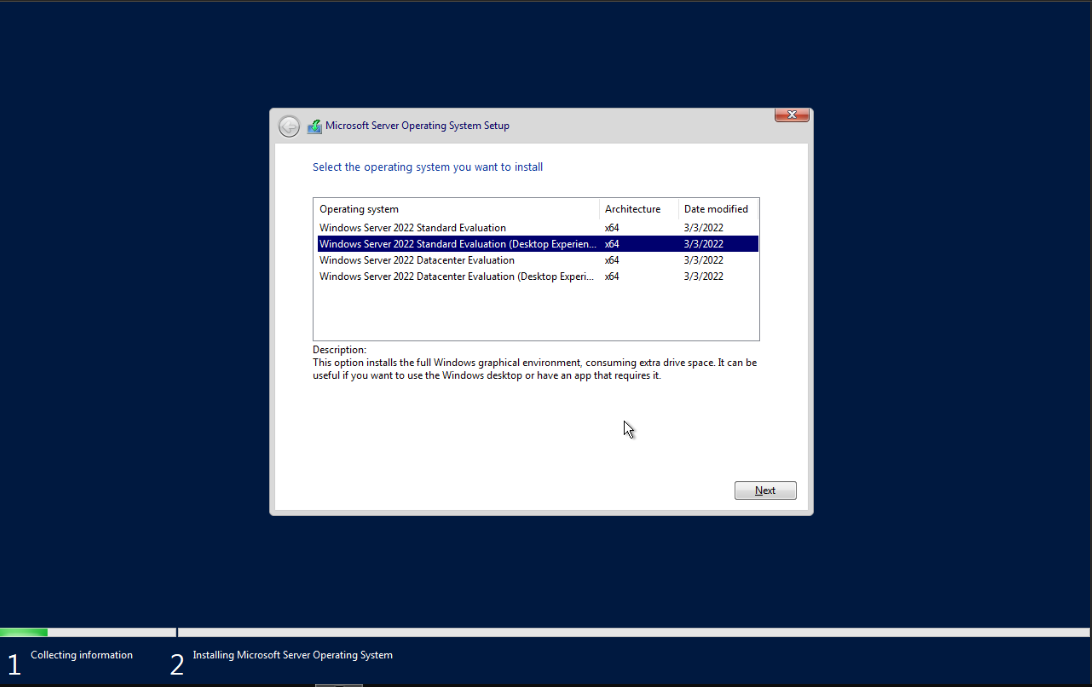 Microsoft Server Operating System Setup
Select the operating system you want to install
Operating system Architecture Date modified
Windows Server 2022 Standard Evaluation x64 3/3/2022
Windows Server 2022 Standard Evaluation (Desktop Experien... x64 3/3/2022
Windows Server 2022 Datacenter Evaluation x64 3/3/2022
Windows Server 2022 Datacenter Evaluation (Desktop Experi... x64 3/3/2022
Description:
This option installs the full Windows graphical environment, consuming extra drive space. It can be
useful if you want to use the Windows desktop or have an app that requires it.
Next
1 Collecting information 2 Installing Microsoft Server Operating System